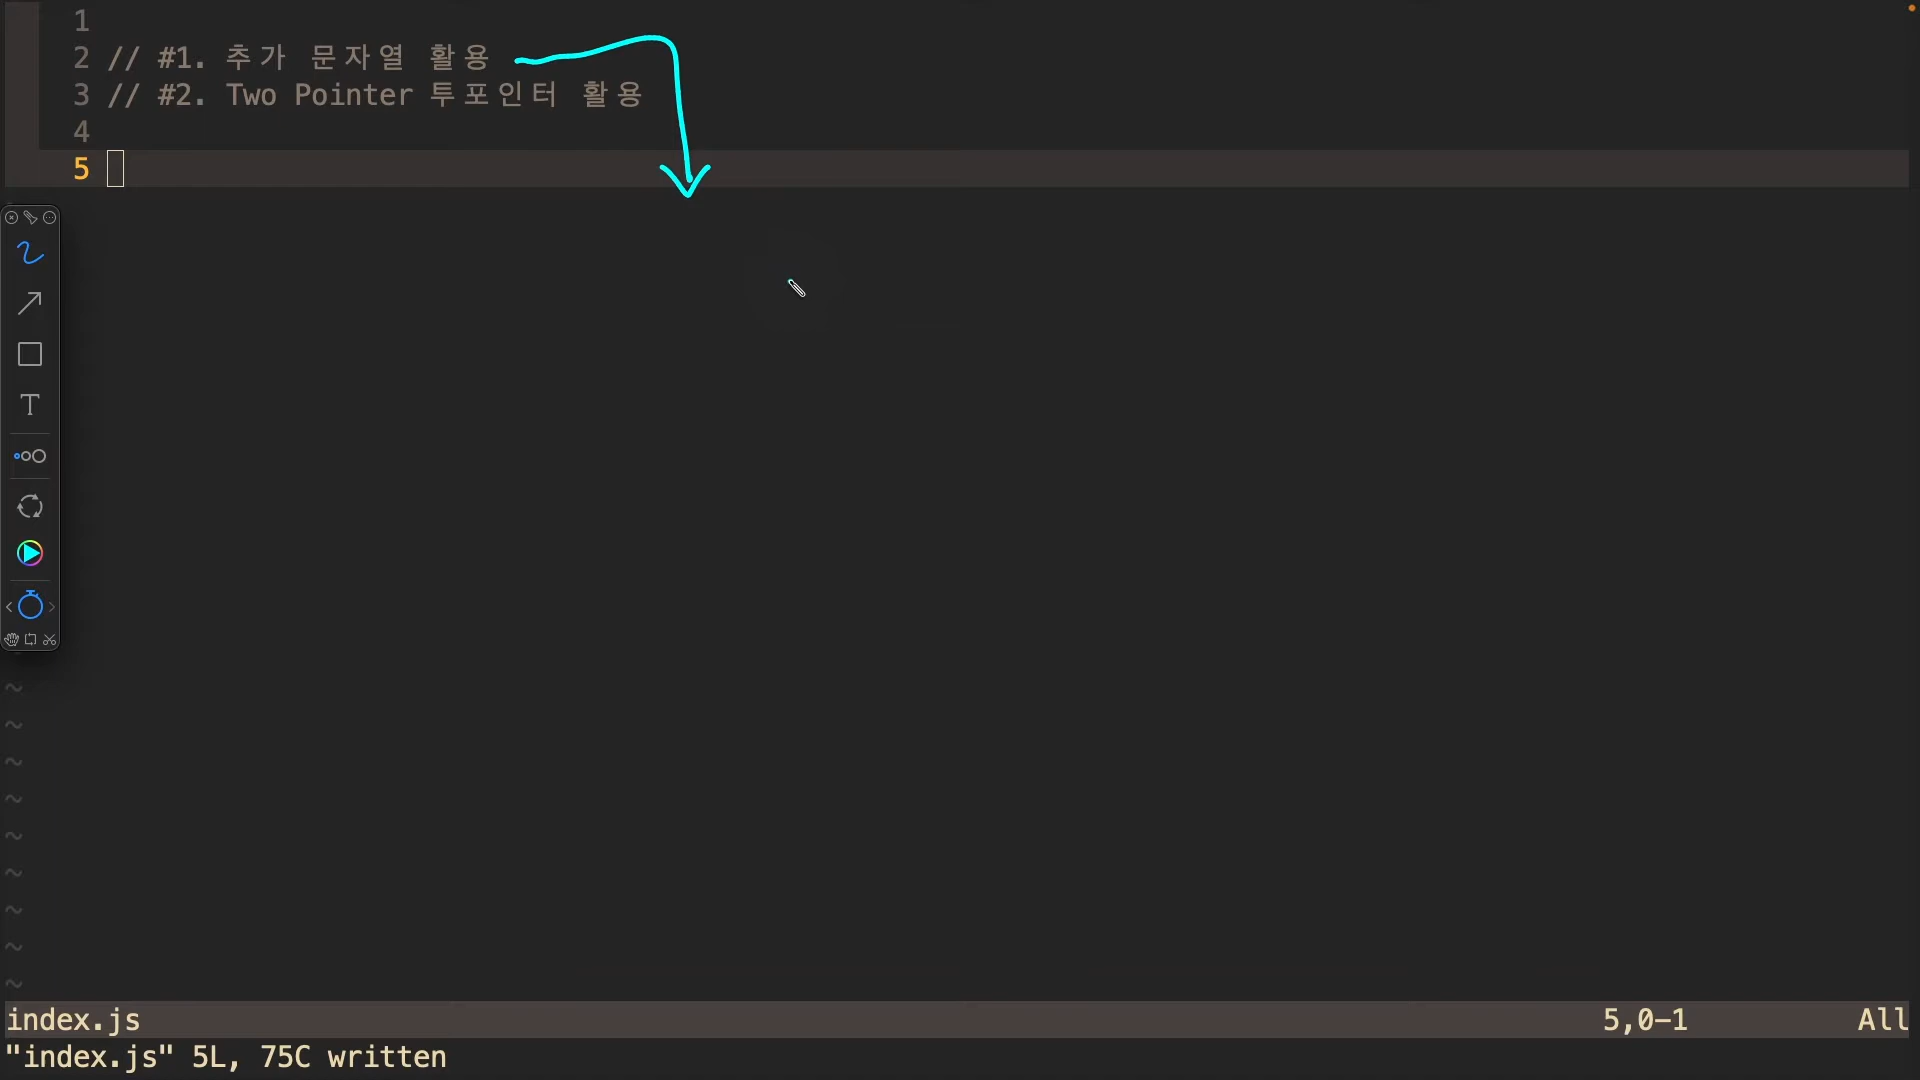 1
2 // #1. 추가 문자열 활용
3 // #2. Two Pointer 투포인터 활용
4
5
T
~
~
~
~
~
~
~
~
~
index.js 5,0-1 All
"index.js" 5L, 75C written